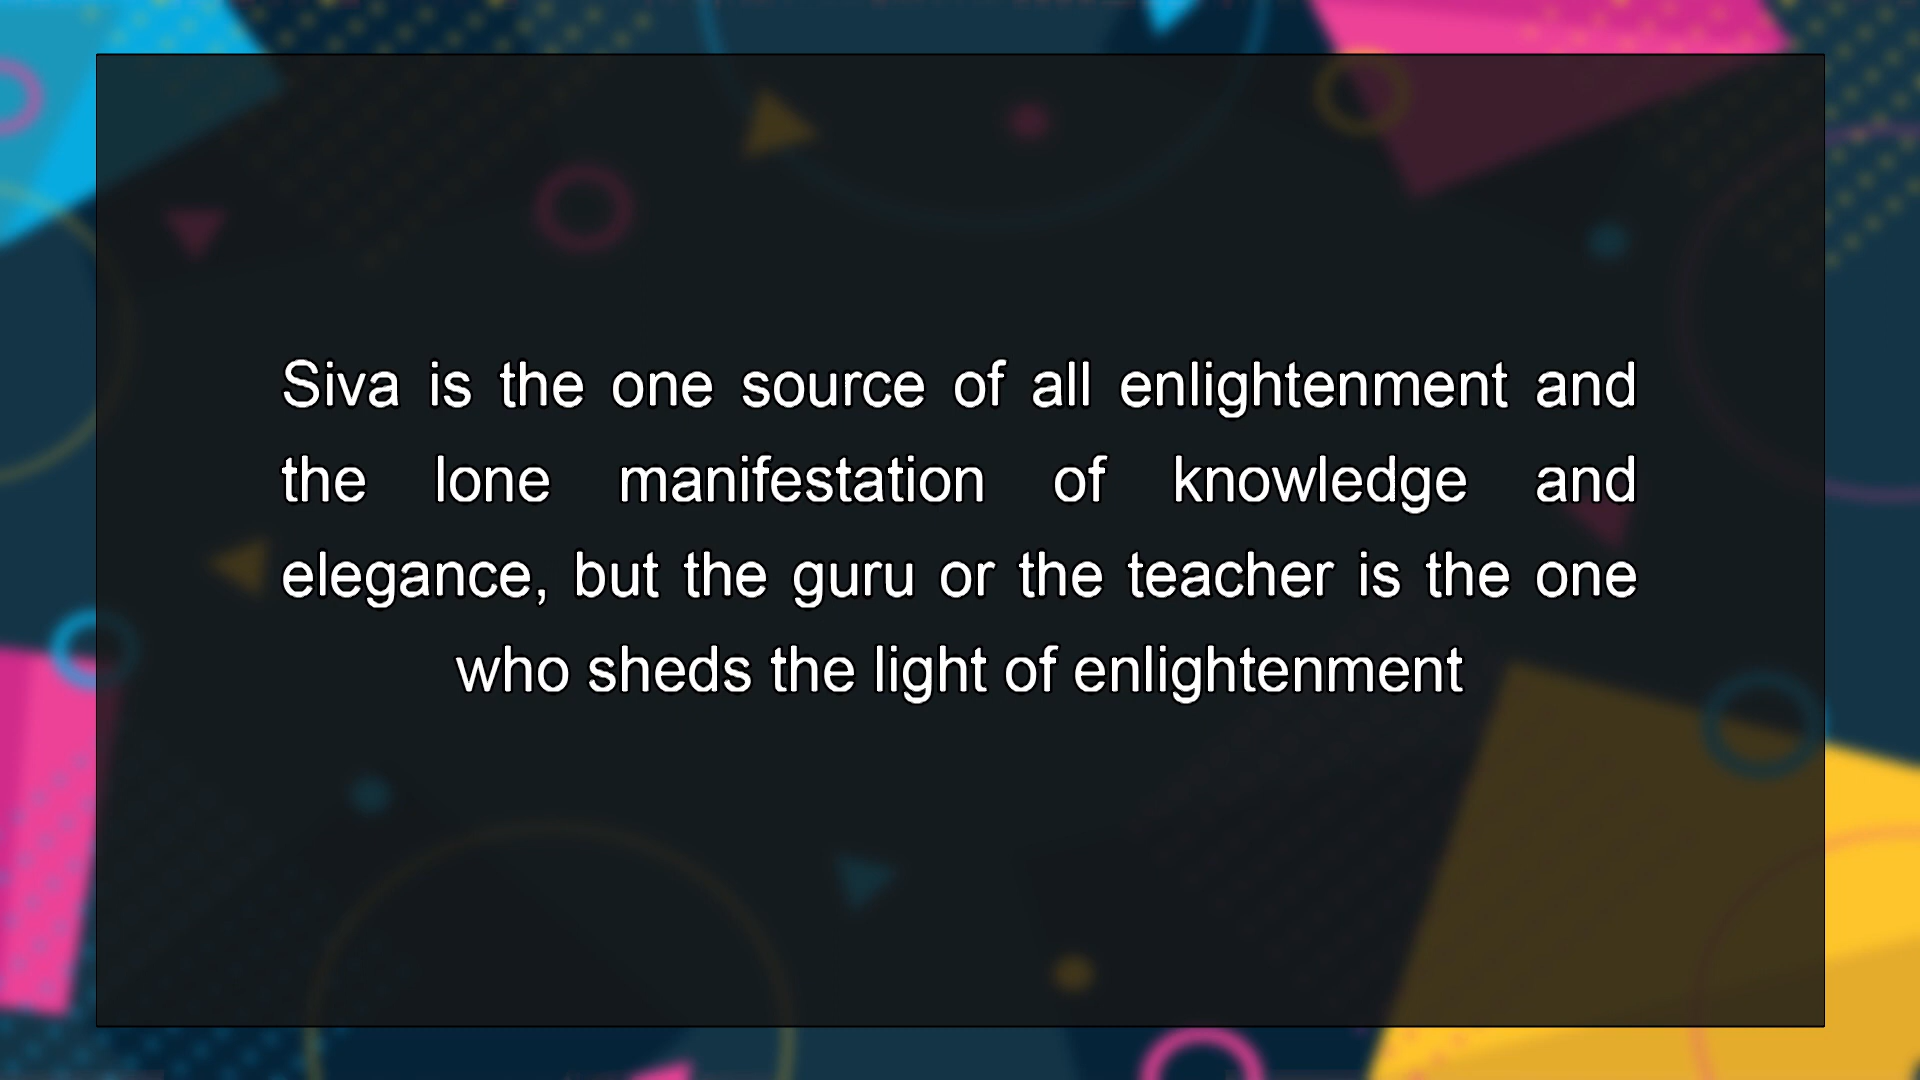 Siva is the one source of all enlightenment and
the lone manifestation of knowledge and
elegance, but the guru or the teacher is the one
who sheds the light of enlightenment